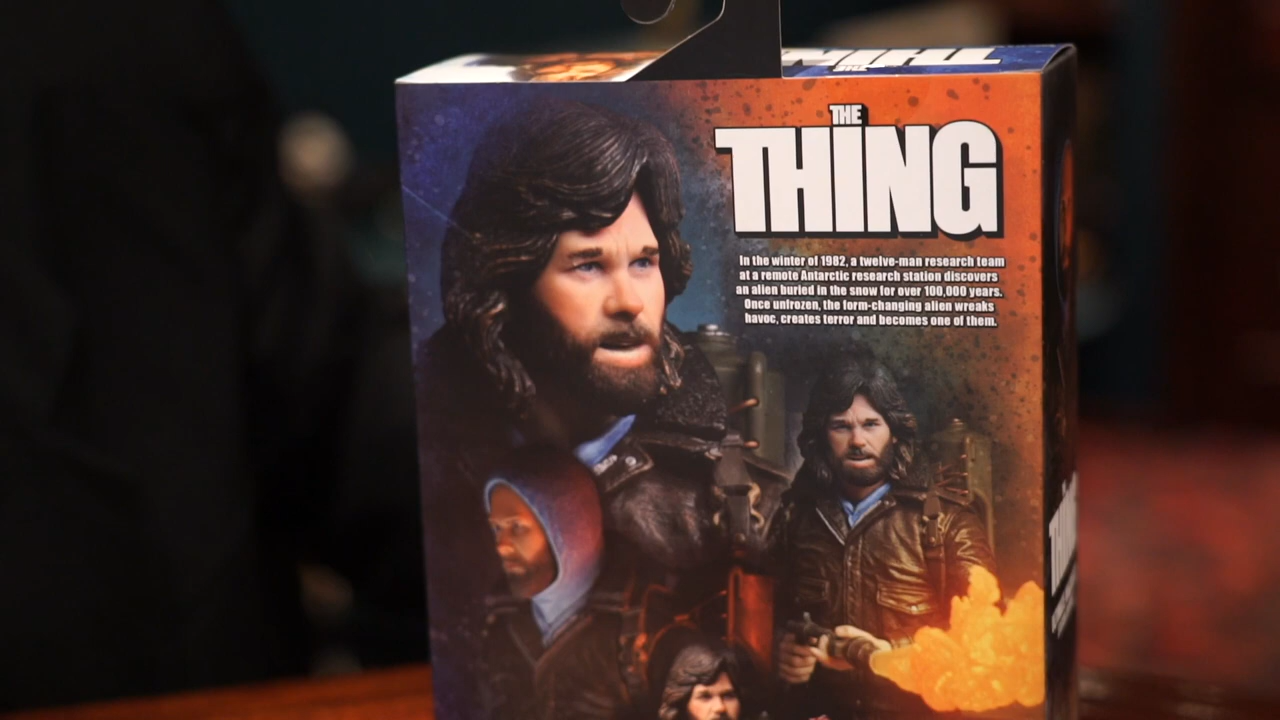 THE
THING
In the winter of 1982, a twelve-man research team
at a remote Antarctic research station discovers
an alien buried in the snow for over 100,000 years.
Once unfrozen, the form-changing alien wreaks
havoc, creates terror and becomes one of them.